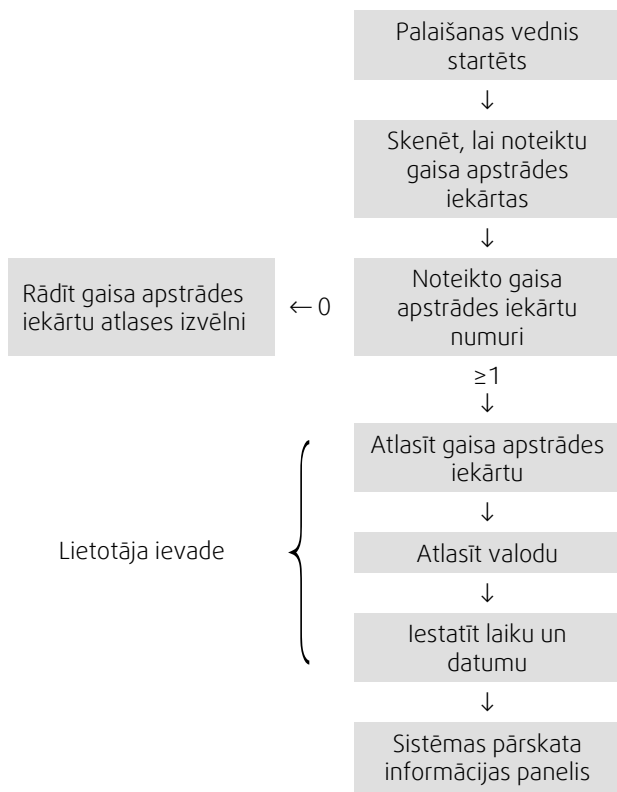 Palaišanas vednis
startēts
↓
Skenēt, lai noteiktu
gaisa apstrādes
iekārtas
↓
Rādīt gaisa apstrādes
iekārtu atlases izvēlni
← 0
Noteikto gaisa
apstrādes iekārtu
numuri
≥1
↓
Lietotāja ievade
Atlasīt gaisa apstrādes
iekārtu
↓
Atlasīt valodu
↓
Iestatīt laiku un
datumu
↓
Sistēmas pārskata
informācijas panelis